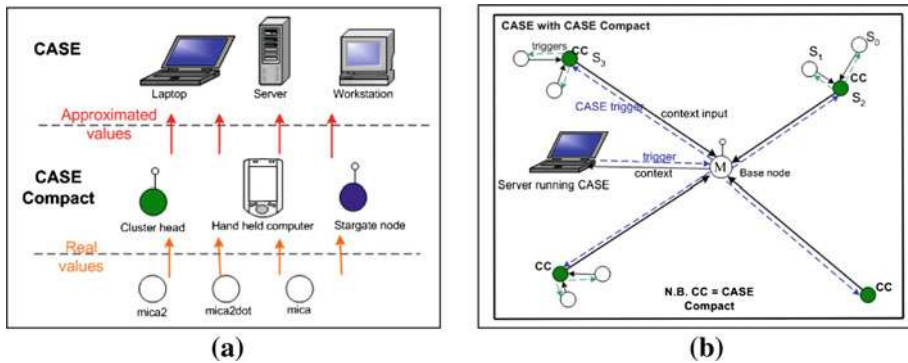 CASE
Laptop
Server
Workstation
Approximated
values
CASE
Compact
Cluster head
Hand held computer
Stargate node
Real
values
mica2
mica2dot
mica
(a)
CASE with CASE Compact
triggers
CC
S3
S1
S0
CC
S2
CASE trigger
context input
trigger
context
M
Base node
Server running CASE
CC
CC
N.B. CC = CASE
Compact
(b)